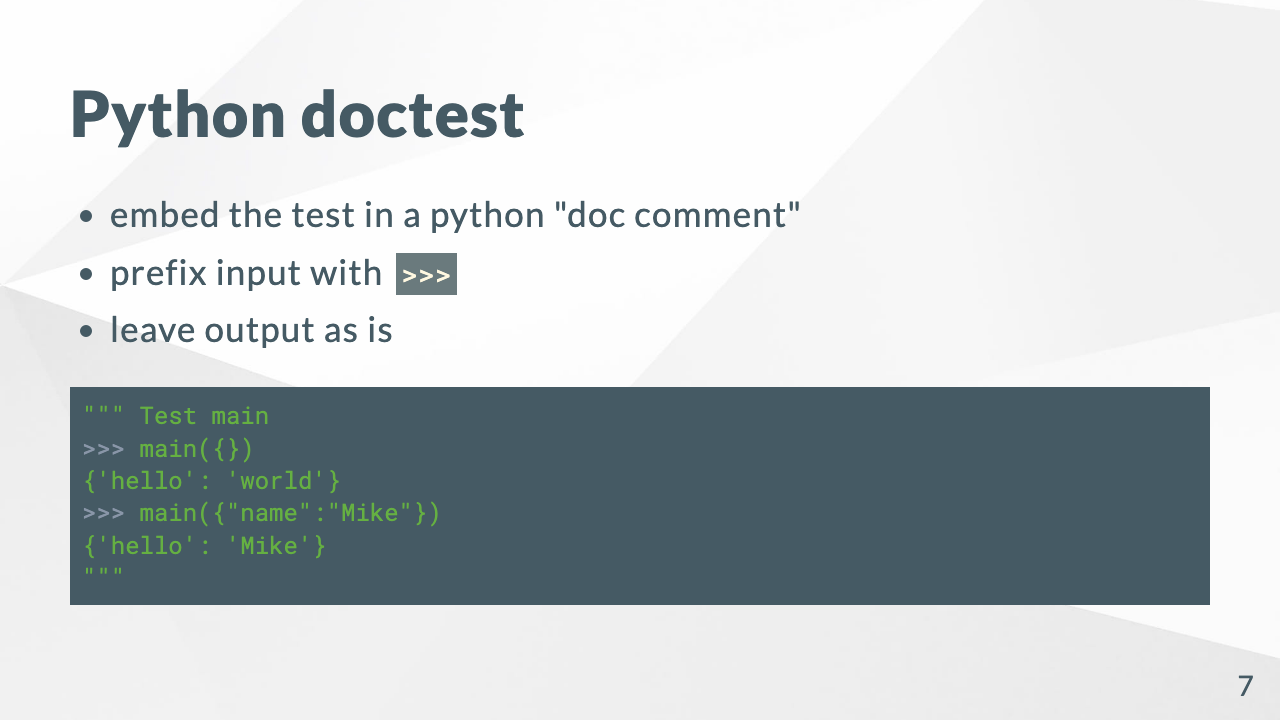 Python doctest
• embed the test in a python "doc comment"
• prefix input with >>>
• leave output as is
""" Test main
>>> main({})
{'hello': 'world'}
>>> main({"name":"Mike"})
{'hello': 'Mike'}
"""
7